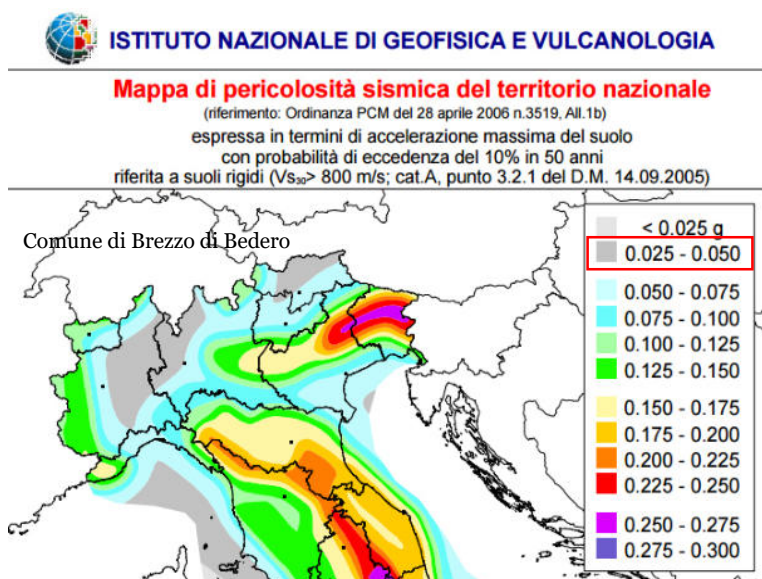 ISTITUTO NAZIONALE DI GEOFISICA E VULCANOLOGIA
Mappa di pericolosità sismica del territorio nazionale
(riferimento: Ordinanza PCM del 28 aprile 2006 n.3519, All.1b)
espressa in termini di accelerazione massima del suolo
con probabilità di eccedenza del 10% in 50 anni
riferita a suoli rigidi (Vs₃₀> 800 m/s; cat.A, punto 3.2.1 del D.M. 14.09.2005)
Comune di Brezzo di Bedero
< 0.025 g
0.025 - 0.050
0.050 - 0.075
0.075 - 0.100
0.100 - 0.125
0.125 - 0.150
0.150 - 0.175
0.175 - 0.200
0.200 - 0.225
0.225 - 0.250
0.250 - 0.275
0.275 - 0.300